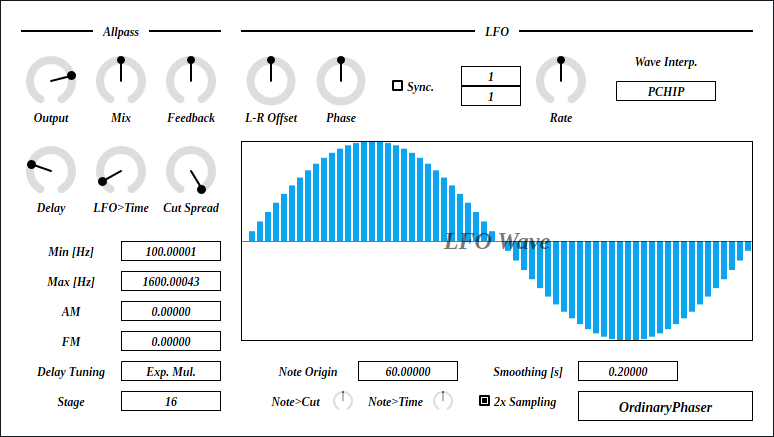 Allpass
LFO
Output
Mix
Feedback
L-R Offset
Phase
Sync.
1
1
Rate
Wave Interp.
PCHIP
Delay
LFO>Time
Cut Spread
LFO Wave
Min [Hz]
100.00001
Max [Hz]
1600.00043
AM
0.00000
FM
0.00000
Delay Tuning
Exp. Mul.
Stage
16
Note Origin
60.00000
Smoothing [s]
0.20000
Note>Cut
Note>Time
2x Sampling
OrdinaryPhaser